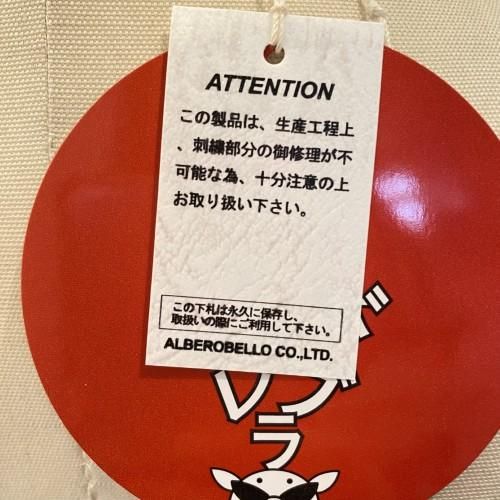 ATTENTION
この製品は、生産工程上
、刺繍部分の御修理が不
可能な為、十分注意の上
お取り扱い下さい。
この下札は永久に保存し、
取扱いの際にご利用して下さい。
ALBEROBELLO CO.,LTD.
ラ